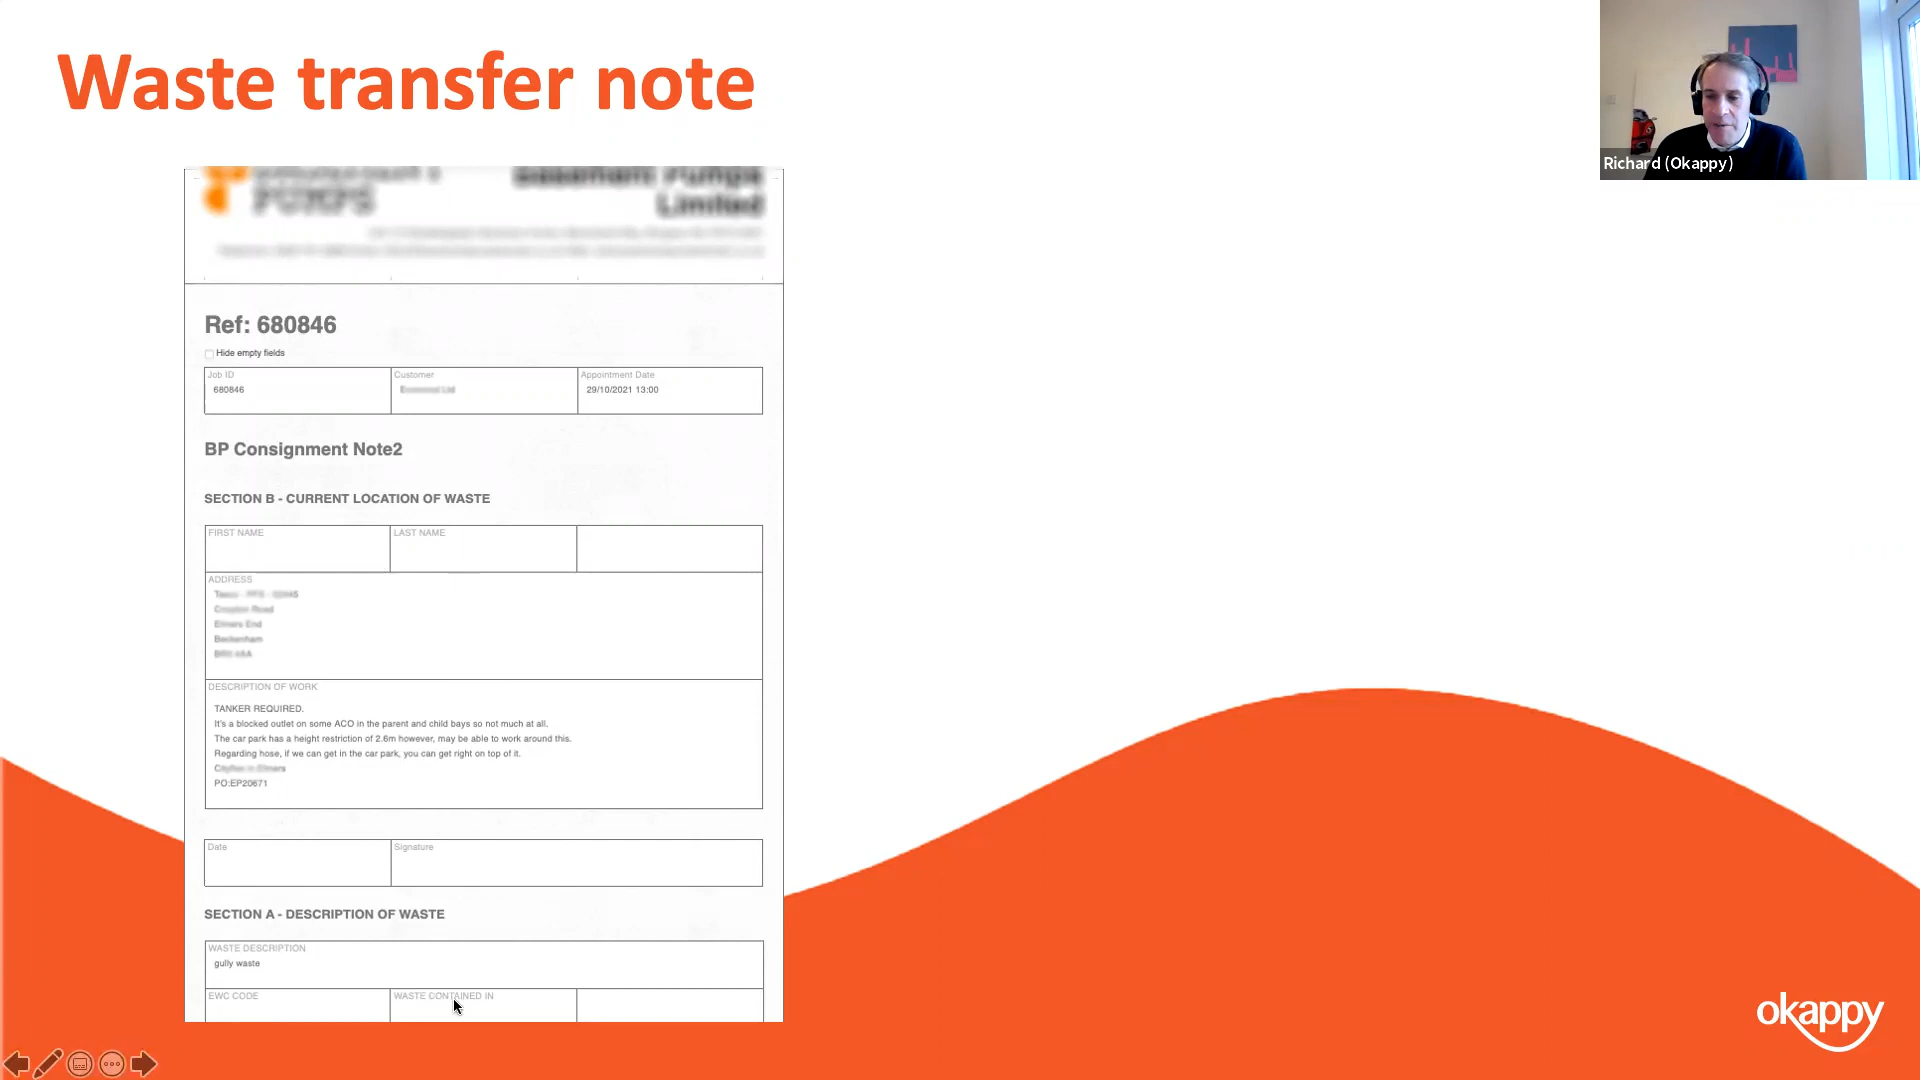 Waste transfer note
Richard (Okappy)
Limited
Ref: 680846
Hide empty fields
Job ID
680846
Customer
Appointment Date
29/10/2021 13:00
BP Consignment Note2
SECTION B - CURRENT LOCATION OF WASTE
FIRST NAME
LAST NAME
ADDRESS
Elmers End
Beckenham
DESCRIPTION OF WORK
TANKER REQUIRED.
It's a blocked outlet on some ACO in the parent and child bays so not much at all.
The car park has a height restriction of 2.6m however, may be able to work around this.
Regarding hose, if we can get in the car park, you can get right on top of it.
PO:EP20671
Date
Signature
SECTION A - DESCRIPTION OF WASTE
WASTE DESCRIPTION
gully waste
EWC CODE
WASTE CONTAINED IN
okappy